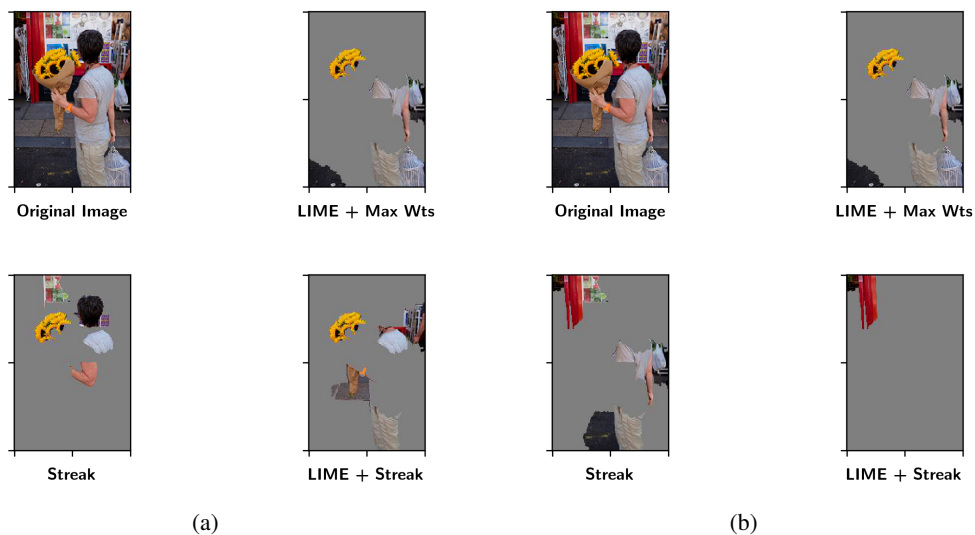 Original Image LIME + Max Wts Original Image LIME + Max Wts
Streak LIME + Streak Streak LIME + Streak
(a) (b)